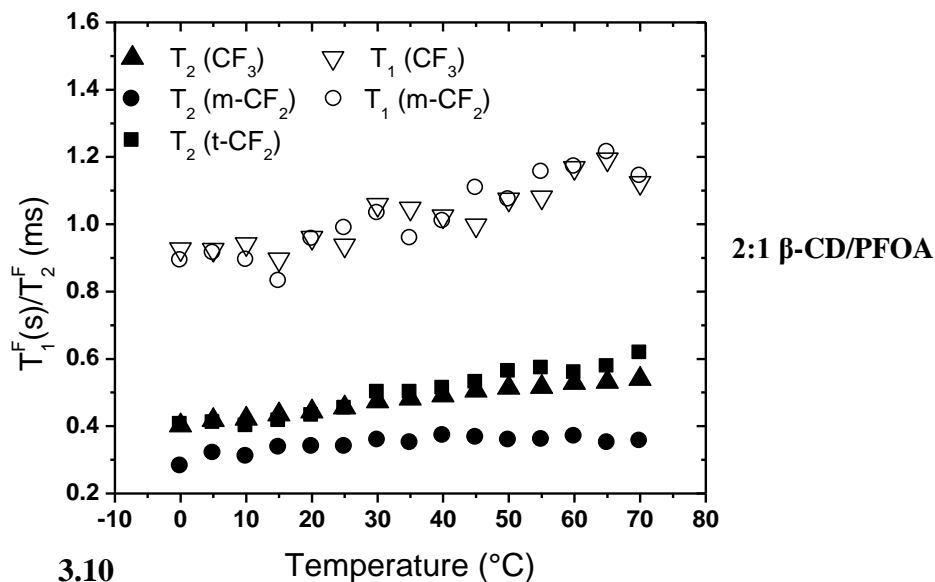 1.6
T₂ (CF₃) T₁ (CF₃)
1.4
T₂ (m-CF₂) T₁ (m-CF₂)
T₂ (t-CF₂)
1.2
1.0
0.8
0.6
0.4
0.2
T₁ᶠ(s)/T₂ᶠ (ms)
2:1 β-CD/PFOA
-10 0 10 20 30 40 50 60 70 80
Temperature (°C)
3.10